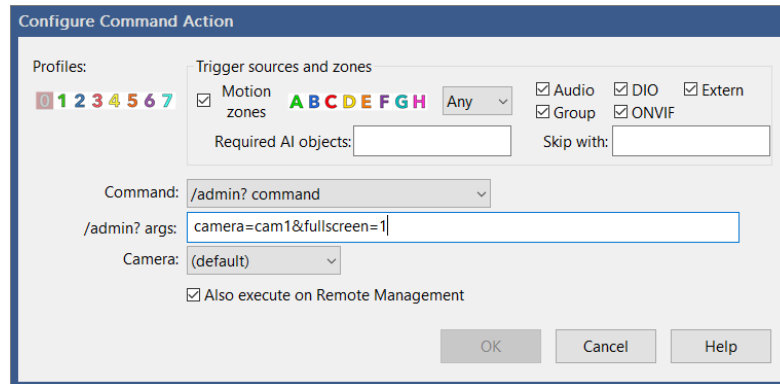 Configure Command Action
Profiles:
0 1 2 3 4 5 6 7
Trigger sources and zones
Motion zones
A B C D E F G H
Any
Audio
DIO
Extern
Group
ONVIF
Required AI objects:
Skip with:
Command: /admin? command
/admin? args: camera=cam1&fullscreen=1
Camera: (default)
Also execute on Remote Management
OK
Cancel
Help